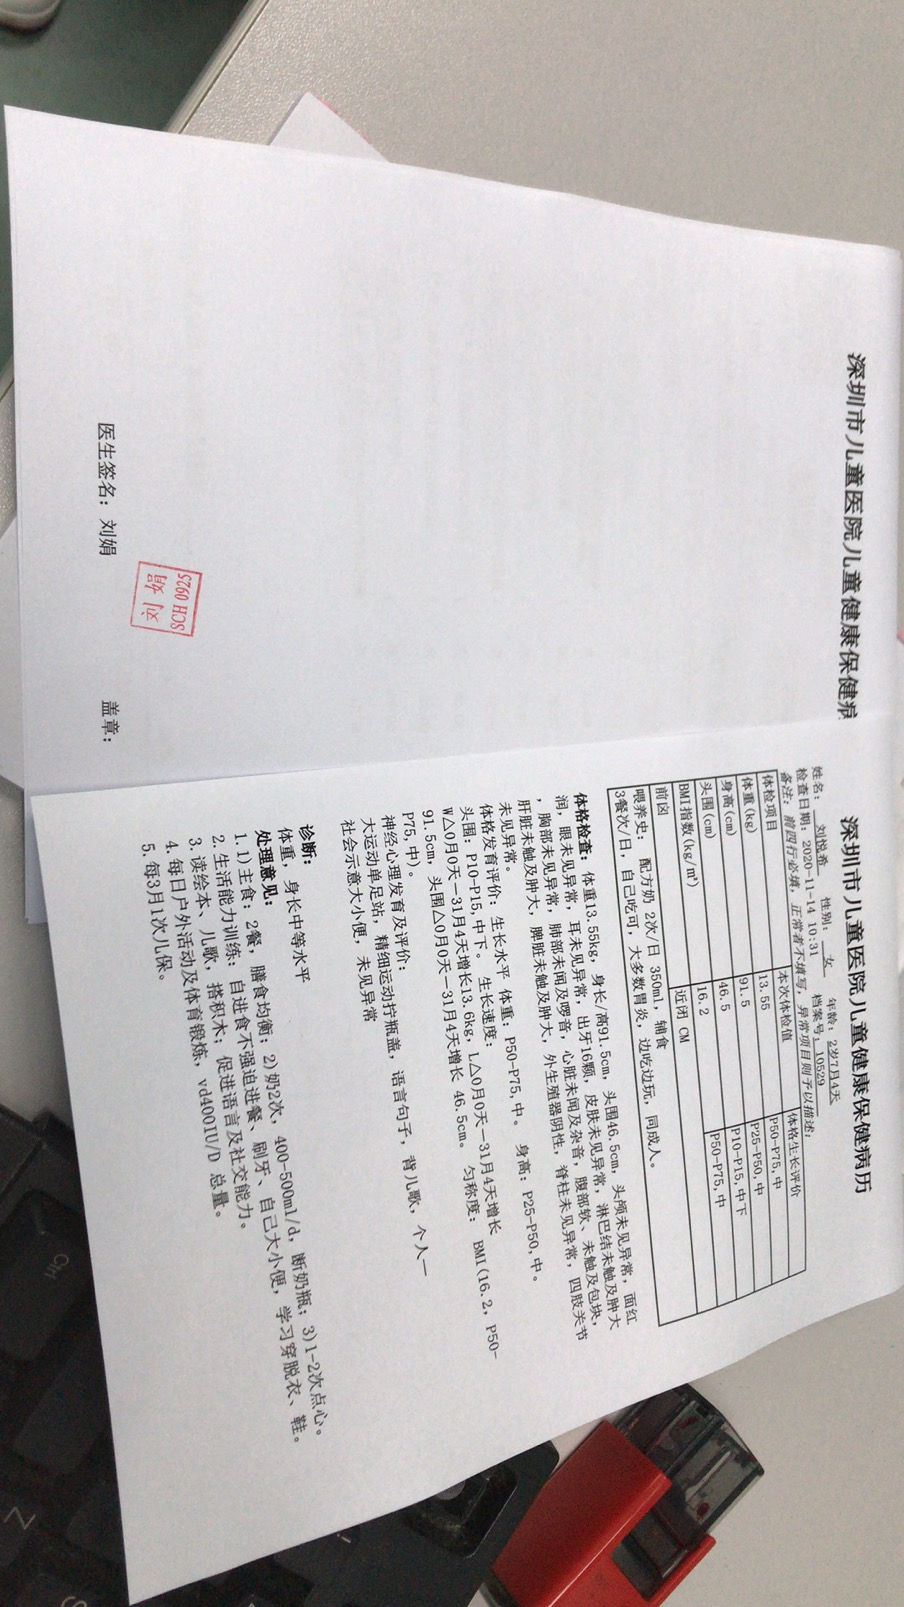 深圳市儿童医院儿童健康保健病
医生签名： 刘娟
盖章：
SCH 0925
刘娟
深圳市儿童医院儿童健康保健病历
姓名： 刘悦希 性别： 女 年龄：2岁7月4天
检查日期：2020-11-14 10:31 档案号：10529
备注：前四行必填，正常者不填写，异常项目则予以描述：
体检项目 本次体检值 体格生长评价
体重(kg) 13.55 P50-P75，中
身高(cm) 91.5 P25-P50，中
头围(cm) 46.5 P10-P15，中下
BMI指数(kg/m²) 16.2 P50-P75，中
前囟 近闭 CM
喂养史： 配方奶 2次/日 350ml 辅食
3餐次/日，自己吃可，大多数胃炎，边吃边玩，同成人。
体格检查：体重13.55kg，身长/高91.5cm，头围46.5cm，头颅未见异常，面红
润，眼未见异常，耳未见异常，出牙16颗，皮肤未见异常，淋巴结未触及肿大
，胸部未见异常，肺部未闻及啰音，心脏未闻及杂音，腹部软、未触及包块，
肝脏未触及肿大，脾脏未触及肿大，外生殖器阴性，脊柱未见异常，四肢关节
未见异常。
体格发育评价：生长水平 体重：P50-P75，中。 身高：P25-P50，中。
头围：P10-P15，中下。 生长速度：
W△0月0天—31月4天增长13.6kg，L△0月0天—31月4天增长
91.5cm，头围△0月0天—31月4天增长 46.5cm。 匀称度： BMI(16.2，P50-
P75，中)。
神经心理发育及评价：
大运动单足站，精细运动拧瓶盖，语言句子，背儿歌，个人—
社会示意大小便，未见异常
诊断：
体重，身长中等水平
处理意见：
1. 1)主食：2餐，膳食均衡；2)奶2次，400-500ml/d，断奶瓶；3)1-2次点心。
2. 生活能力训练：自进食不强迫进餐、刷牙、自己大小便，学习穿脱衣、鞋。
3. 读绘本、儿歌，搭积木；促进语言及社交能力。
4. 每日户外活动及体育锻炼，vd400IU/D 总量。
5. 每3月1次儿保。